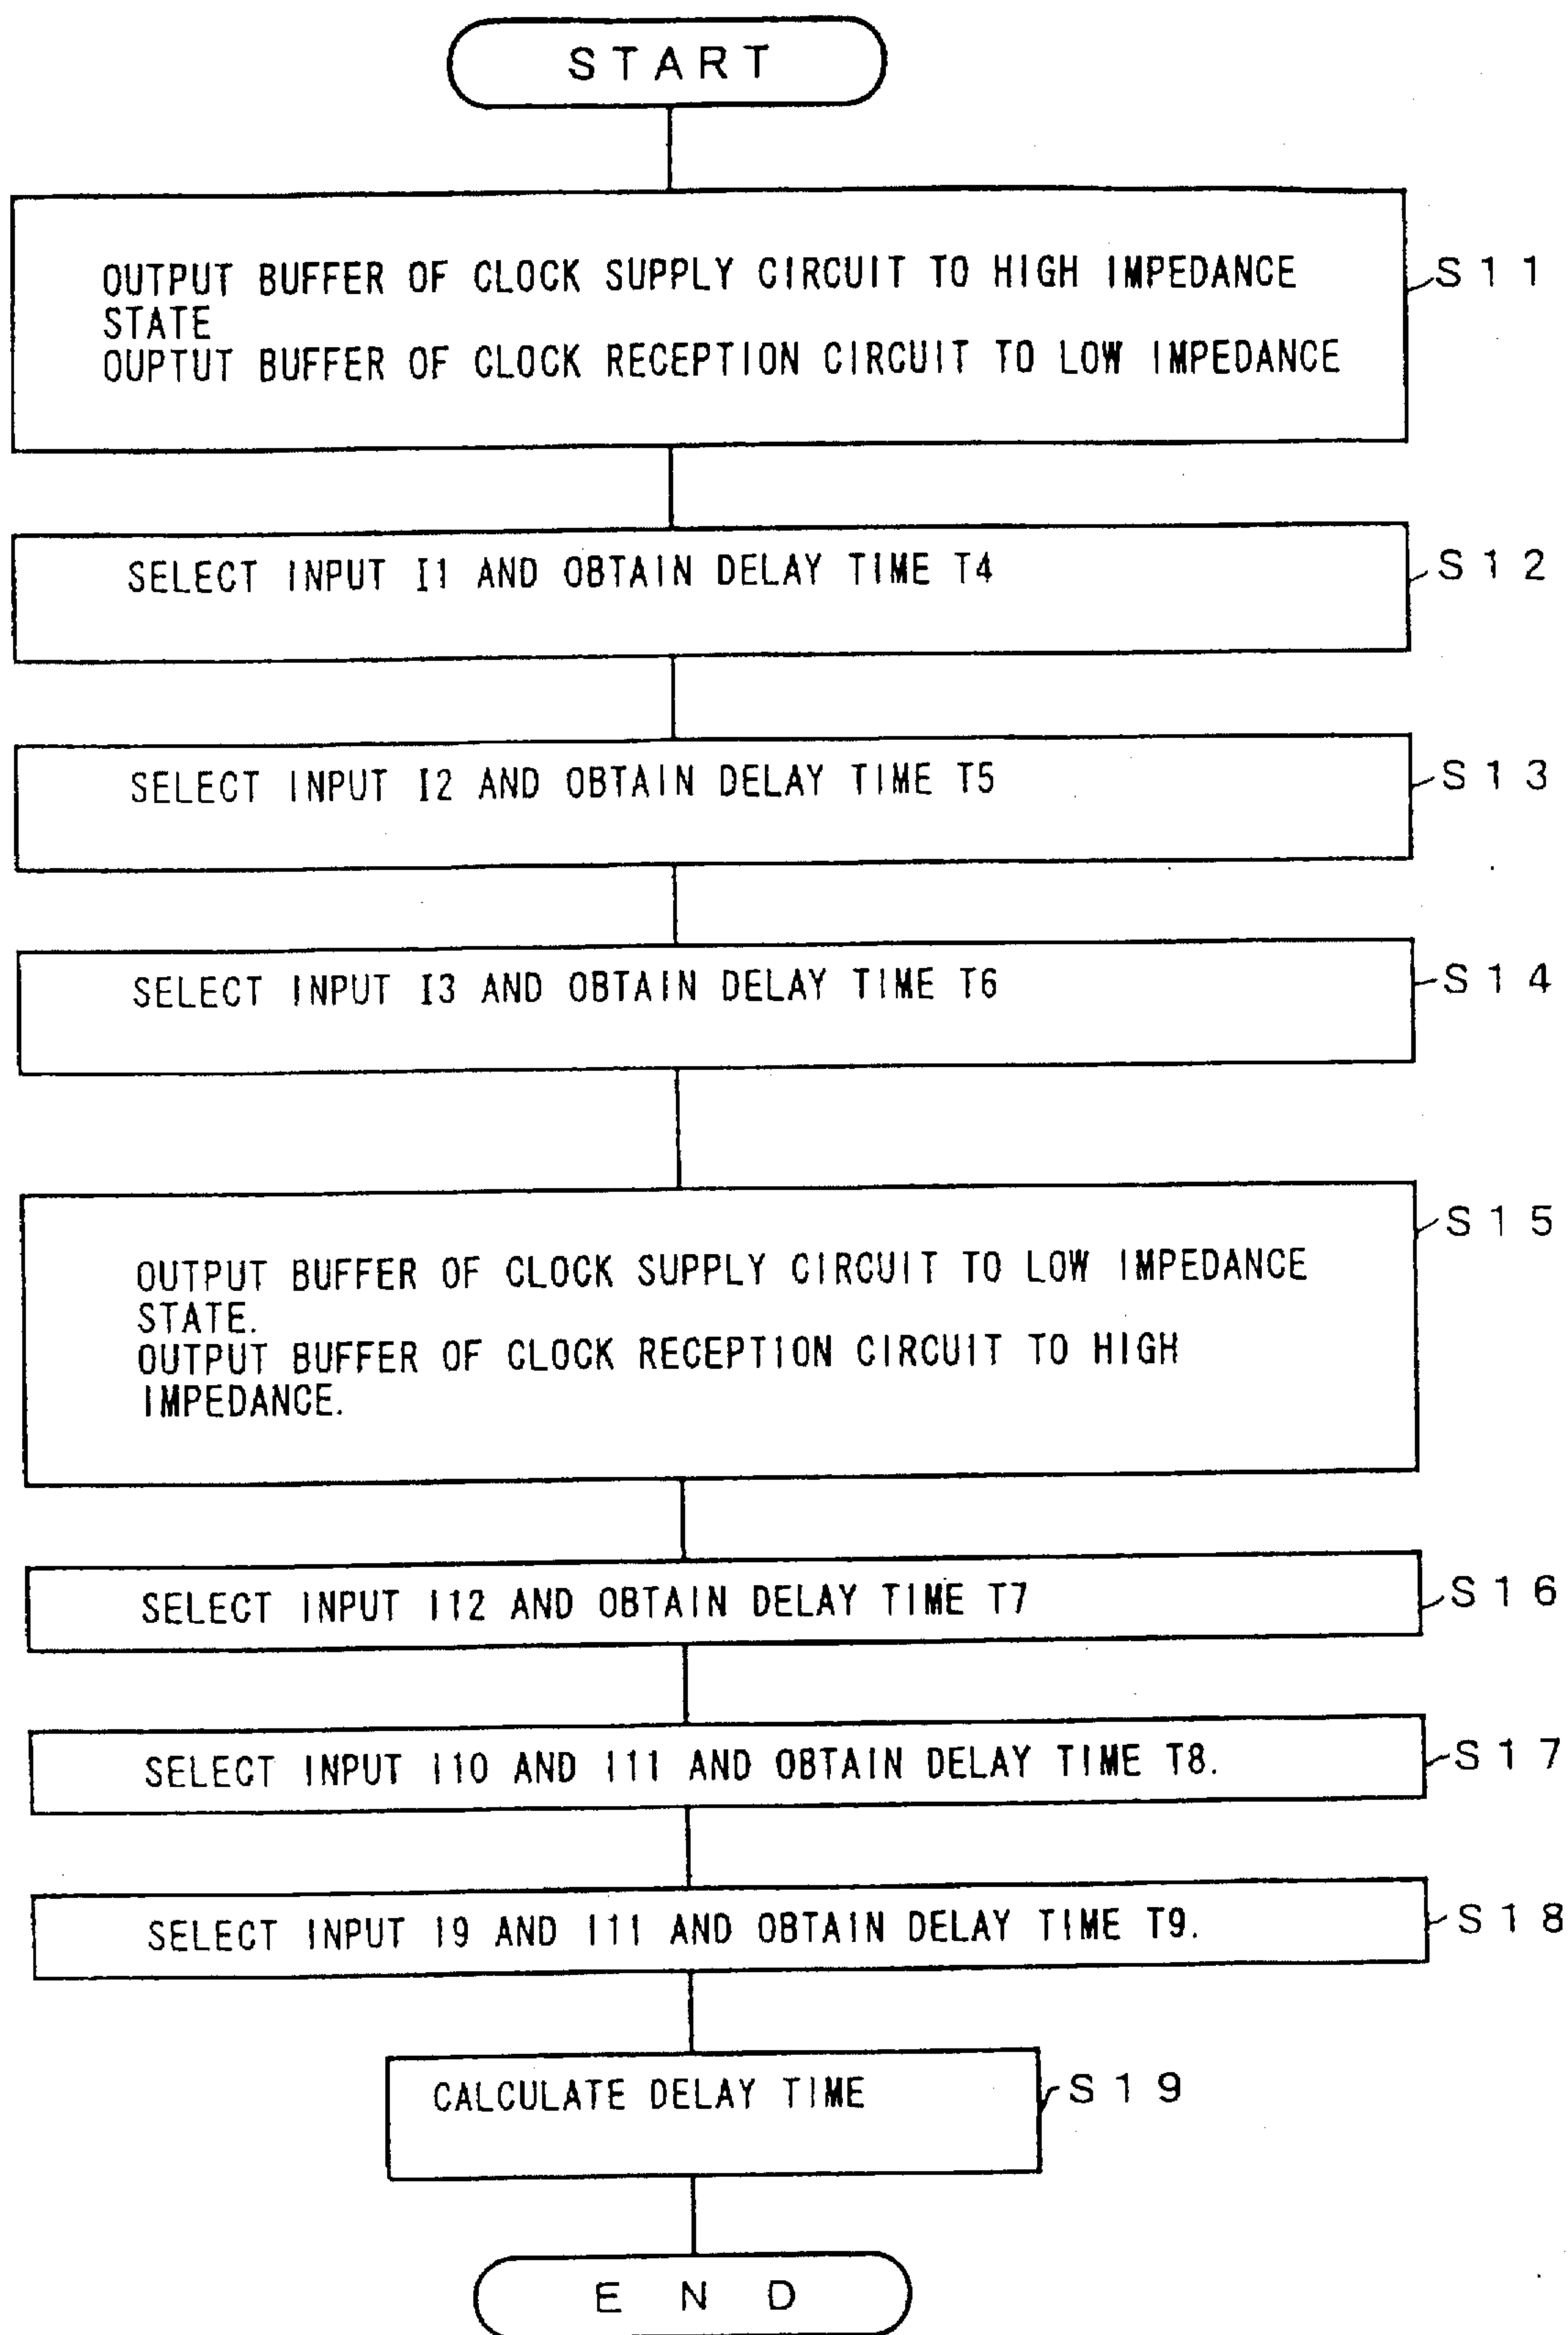 START
OUTPUT BUFFER OF CLOCK SUPPLY CIRCUIT TO HIGH IMPEDANCE
STATE
OUPTUT BUFFER OF CLOCK RECEPTION CIRCUIT TO LOW IMPEDANCE
S11
SELECT INPUT I1 AND OBTAIN DELAY TIME T4
S12
SELECT INPUT I2 AND OBTAIN DELAY TIME T5
S13
SELECT INPUT I3 AND OBTAIN DELAY TIME T6
S14
OUTPUT BUFFER OF CLOCK SUPPLY CIRCUIT TO LOW IMPEDANCE
STATE.
OUTPUT BUFFER OF CLOCK RECEPTION CIRCUIT TO HIGH
IMPEDANCE.
S15
SELECT INPUT I12 AND OBTAIN DELAY TIME T7
S16
SELECT INPUT I10 AND I11 AND OBTAIN DELAY TIME T8.
S17
SELECT INPUT I9 AND I11 AND OBTAIN DELAY TIME T9.
S18
CALCULATE DELAY TIME
S19
END